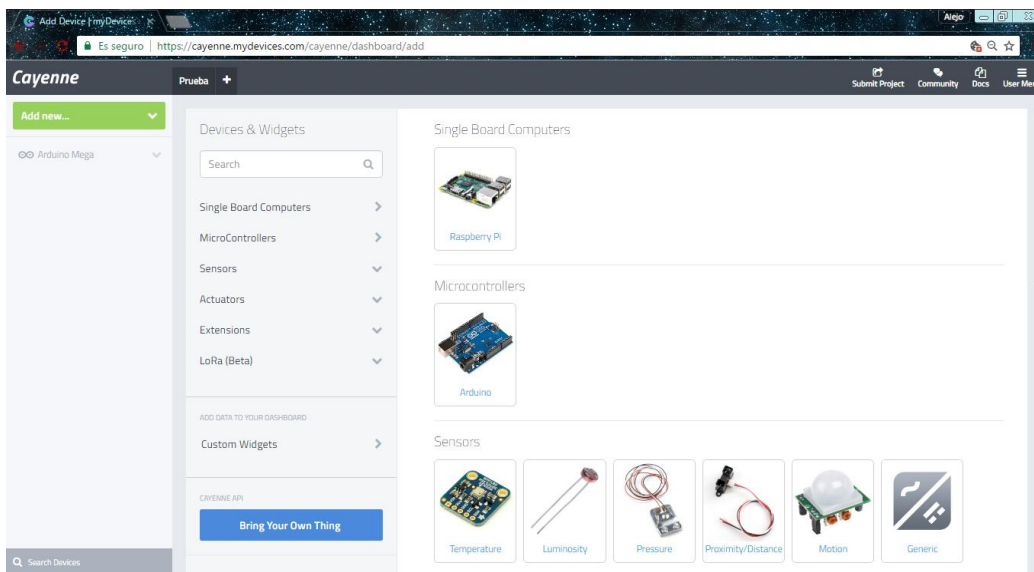 Add Device | myDevice
Alejo
Es seguro | https://cayenne.mydevices.com/cayenne/dashboard/add
Cayenne
Prueba +
Submit Project
Community
Docs
User Me
Add new...
Arduino Mega
Search Devices
Devices & Widgets
Search
Single Board Computers
MicroControllers
Sensors
Actuators
Extensions
LoRa (Beta)
ADD DATA TO YOUR DASHBOARD
Custom Widgets
CAYENNE API
Bring Your Own Thing
Single Board Computers
Raspberry Pi
Microcontrollers
Arduino
Sensors
Temperature
Luminosity
Pressure
Proximity/Distance
Motion
Generic